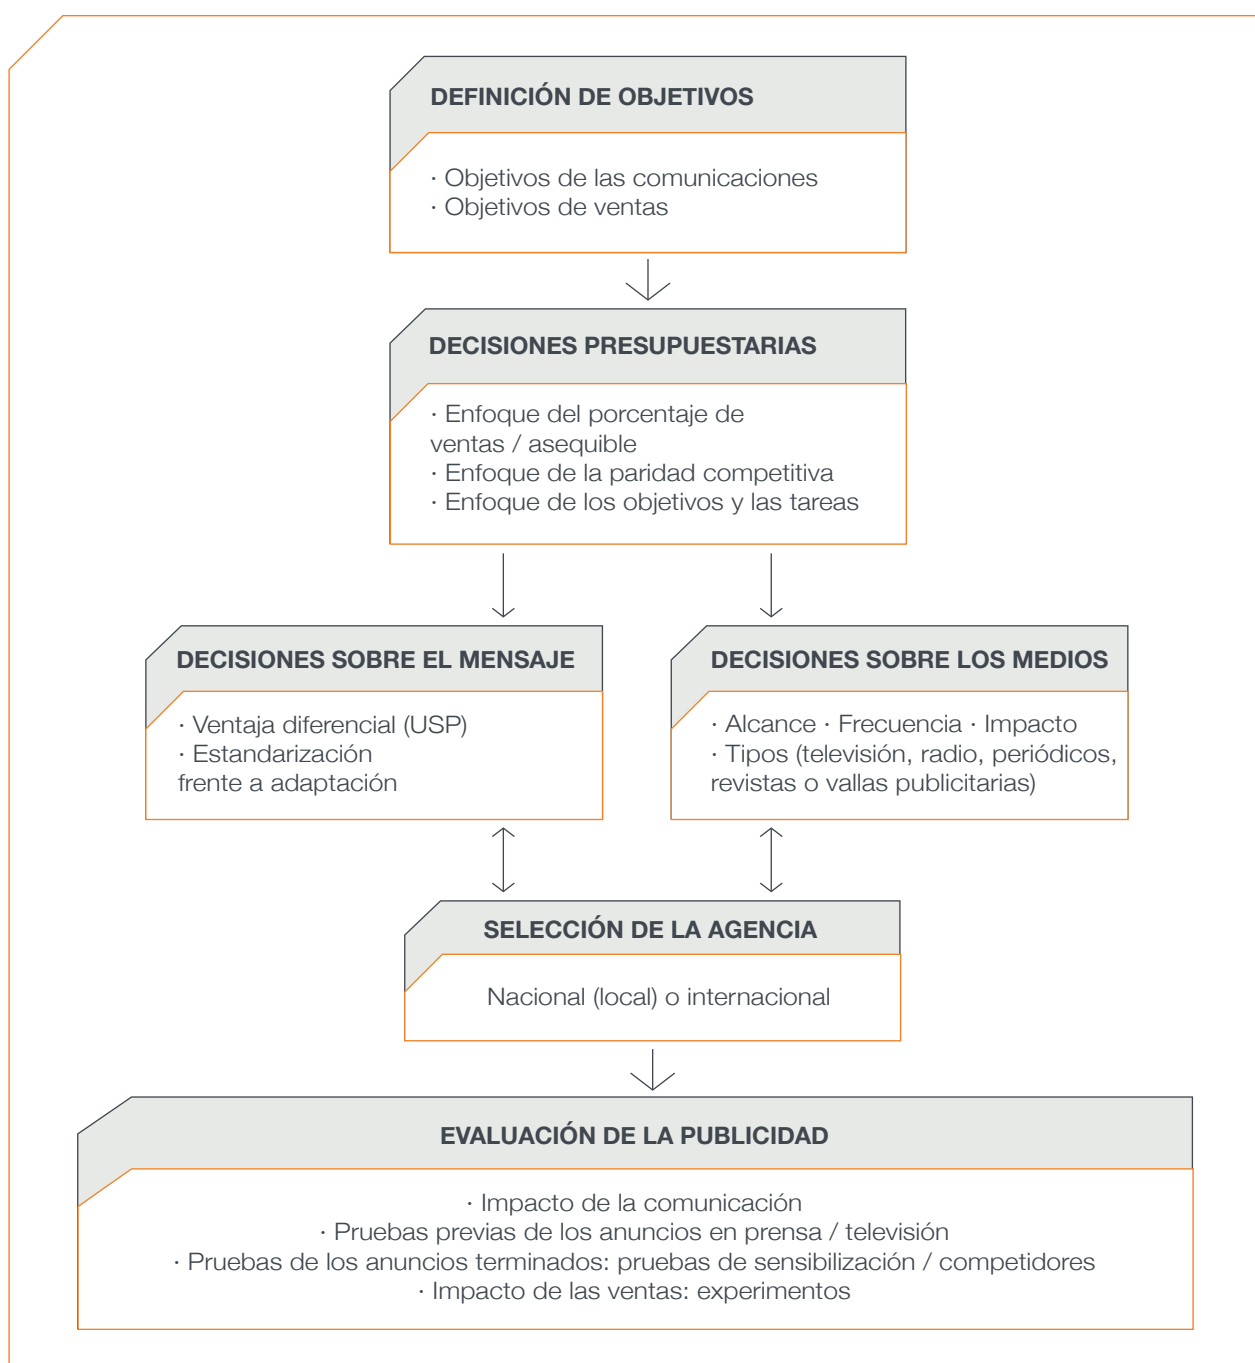 DEFINICIÓN DE OBJETIVOS
· Objetivos de las comunicaciones
· Objetivos de ventas
DECISIONES PRESUPUESTARIAS
· Enfoque del porcentaje de
ventas / asequible
· Enfoque de la paridad competitiva
· Enfoque de los objetivos y las tareas
DECISIONES SOBRE EL MENSAJE
· Ventaja diferencial (USP)
· Estandarización
frente a adaptación
DECISIONES SOBRE LOS MEDIOS
· Alcance · Frecuencia · Impacto
· Tipos (televisión, radio, periódicos,
revistas o vallas publicitarias)
SELECCIÓN DE LA AGENCIA
Nacional (local) o internacional
EVALUACIÓN DE LA PUBLICIDAD
· Impacto de la comunicación
· Pruebas previas de los anuncios en prensa / televisión
· Pruebas de los anuncios terminados: pruebas de sensibilización / competidores
· Impacto de las ventas: experimentos